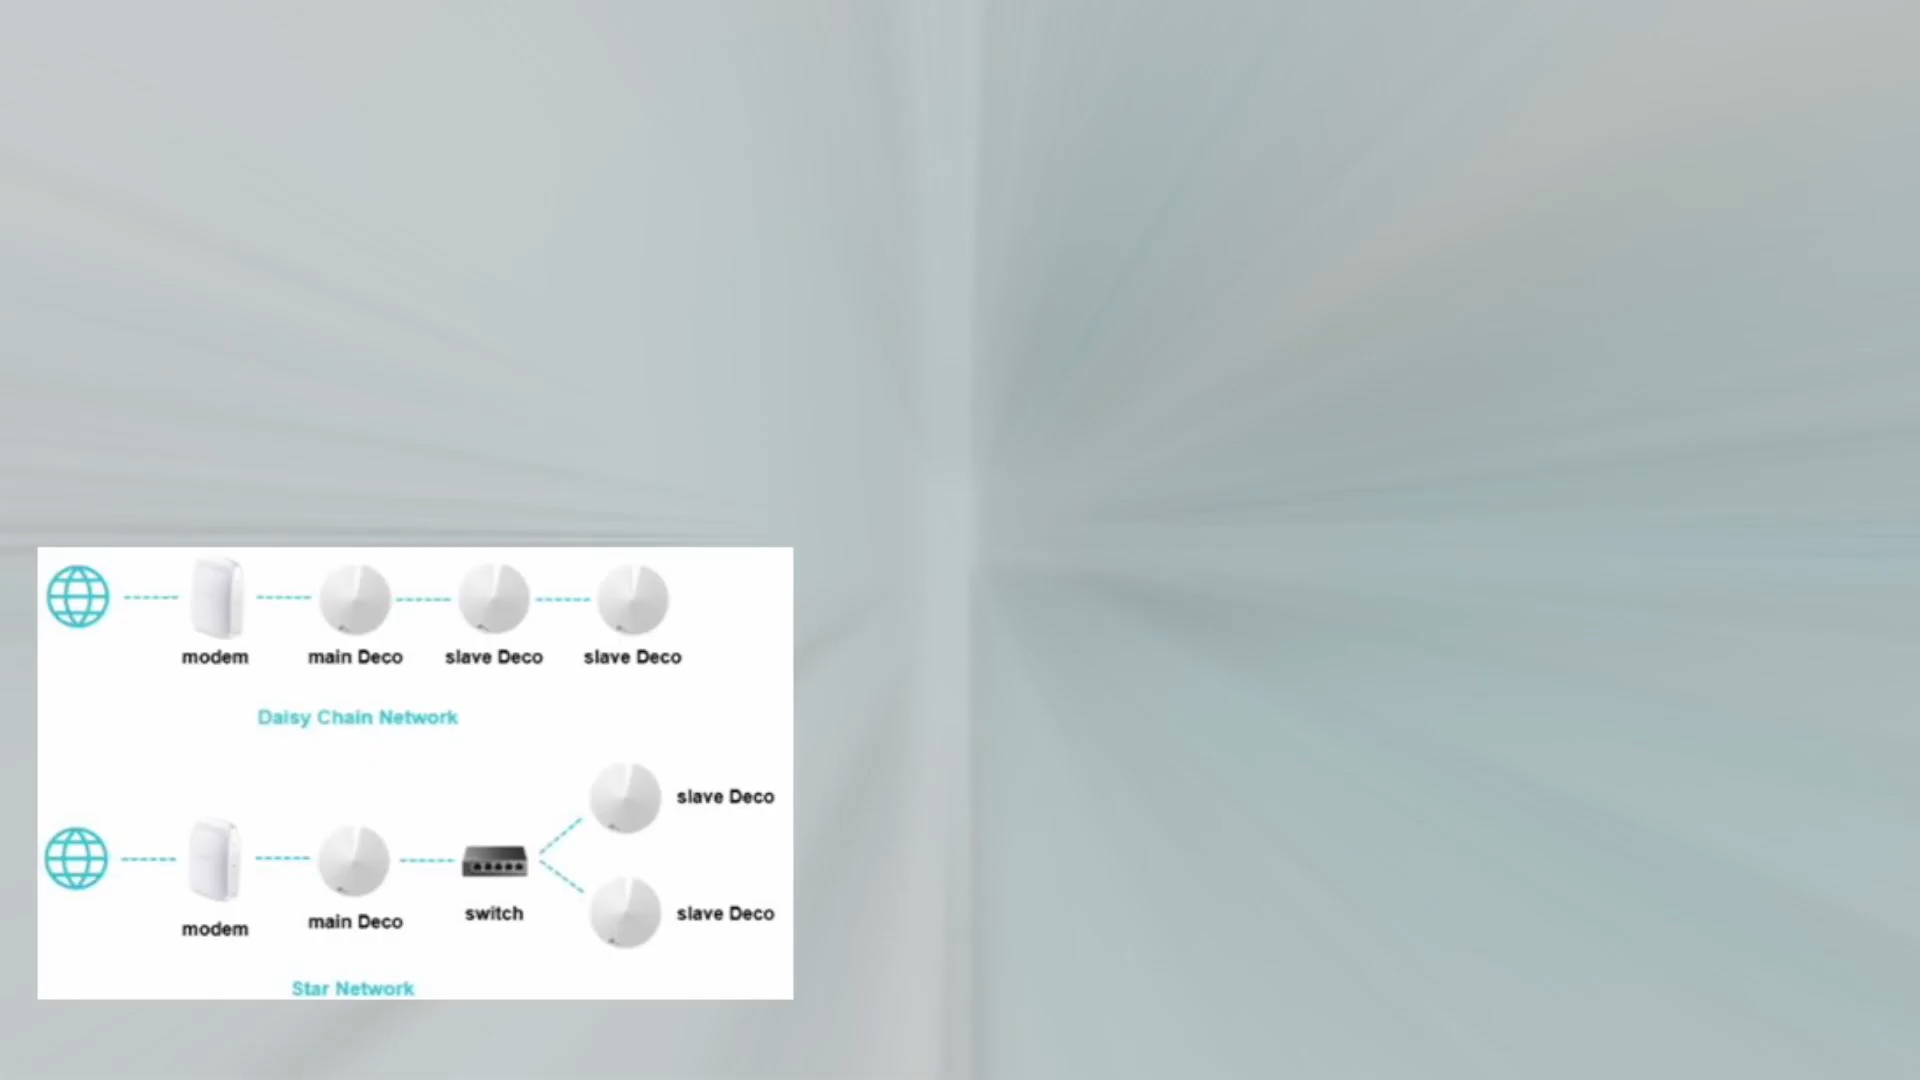 modem main Deco slave Deco slave Deco
Daisy Chain Network
slave Deco
modem main Deco switch slave Deco
Star Network